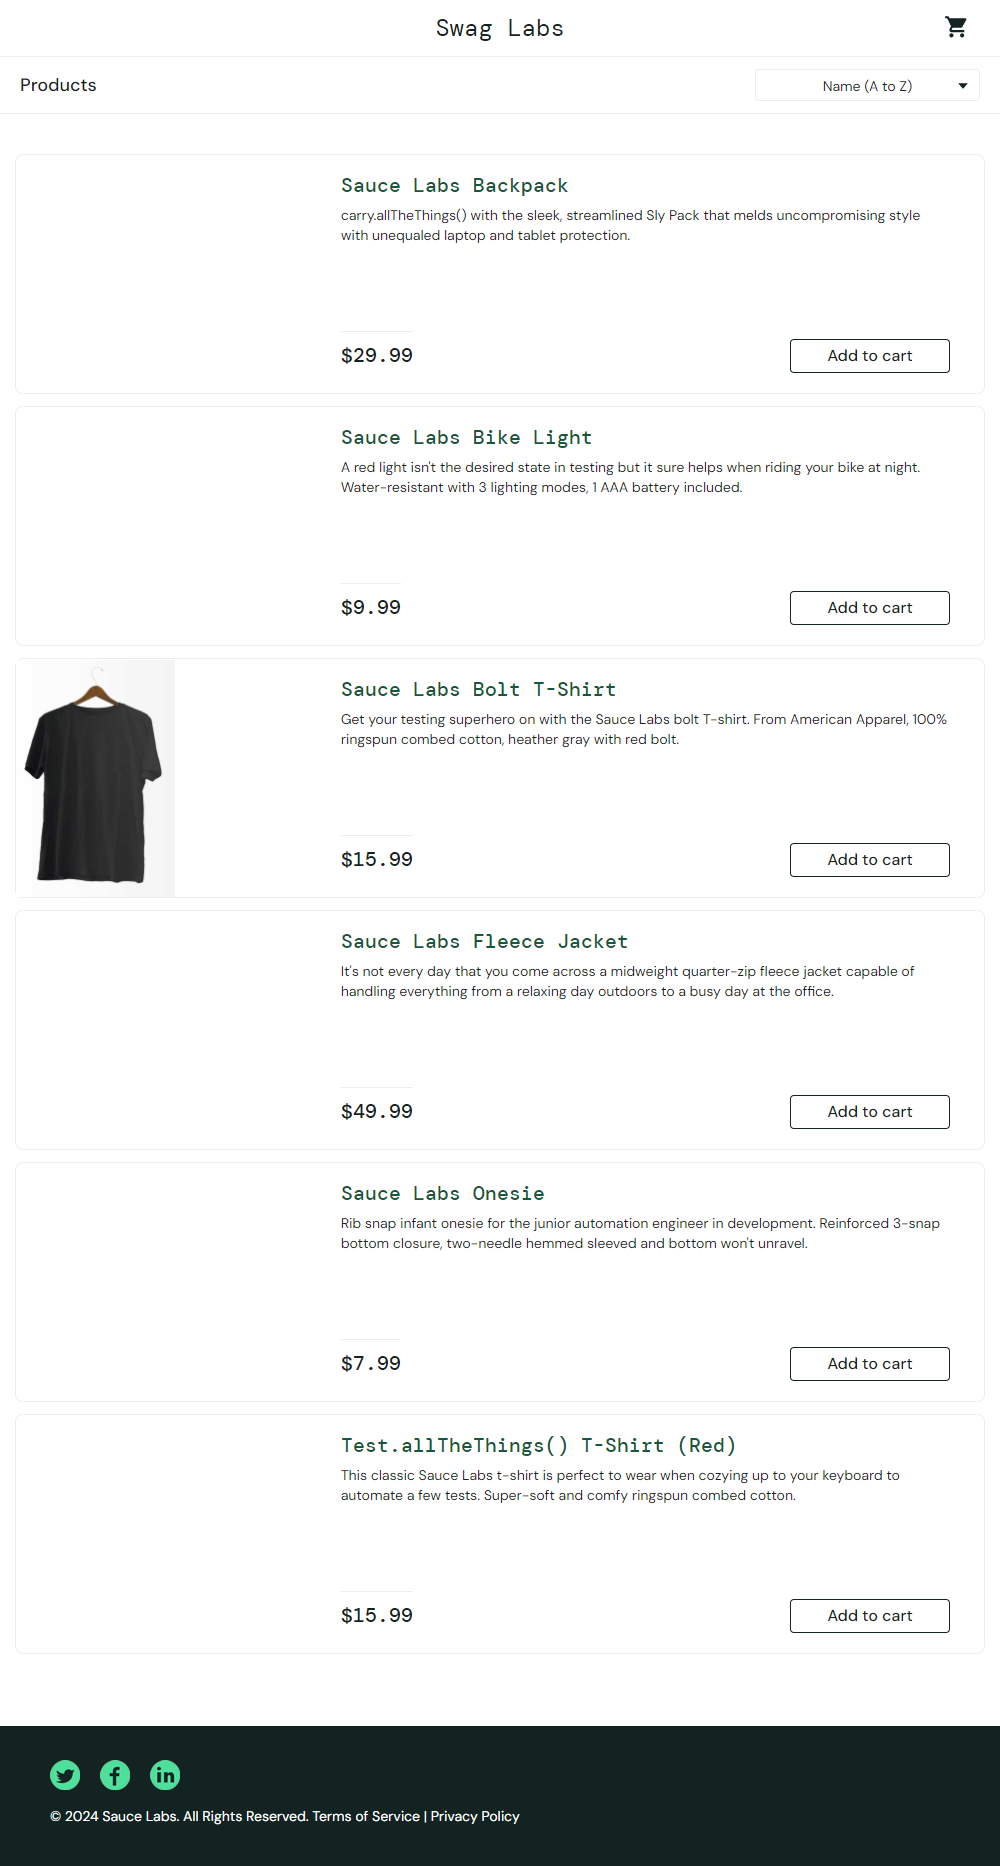 Swag Labs
Products
Name (A to Z)
Sauce Labs Backpack
carry.allTheThings() with the sleek, streamlined Sly Pack that melds uncompromising style
with unequaled laptop and tablet protection.
$29.99
Add to cart
Sauce Labs Bike Light
A red light isn't the desired state in testing but it sure helps when riding your bike at night.
Water-resistant with 3 lighting modes, 1 AAA battery included.
$9.99
Add to cart
Sauce Labs Bolt T-Shirt
Get your testing superhero on with the Sauce Labs bolt T-shirt. From American Apparel, 100%
ringspun combed cotton, heather gray with red bolt.
$15.99
Add to cart
Sauce Labs Fleece Jacket
It's not every day that you come across a midweight quarter-zip fleece jacket capable of
handling everything from a relaxing day outdoors to a busy day at the office.
$49.99
Add to cart
Sauce Labs Onesie
Rib snap infant onesie for the junior automation engineer in development. Reinforced 3-snap
bottom closure, two-needle hemmed sleeved and bottom won't unravel.
$7.99
Add to cart
Test.allTheThings() T-Shirt (Red)
This classic Sauce Labs t-shirt is perfect to wear when cozying up to your keyboard to
automate a few tests. Super-soft and comfy ringspun combed cotton.
$15.99
Add to cart
© 2024 Sauce Labs. All Rights Reserved. Terms of Service | Privacy Policy